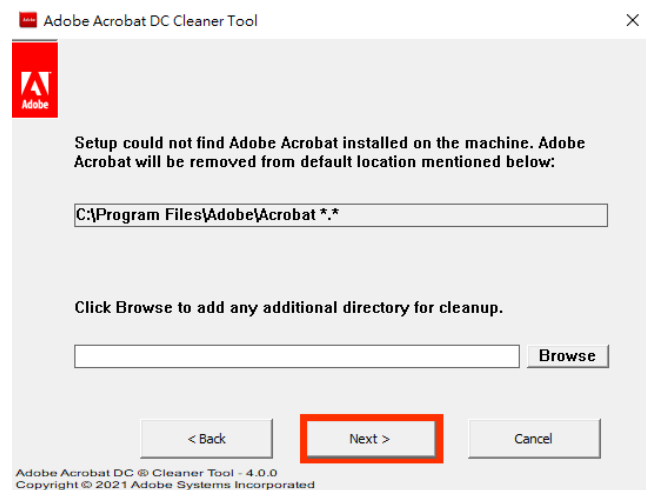 Adobe Acrobat DC Cleaner Tool
Adobe
Setup could not find Adobe Acrobat installed on the machine. Adobe
Acrobat will be removed from default location mentioned below:
C:\Program Files\Adobe\Acrobat *.*
Click Browse to add any additional directory for cleanup.
Browse
< Back
Next >
Cancel
Adobe Acrobat DC ® Cleaner Tool - 4.0.0
Copyright © 2021 Adobe Systems Incorporated